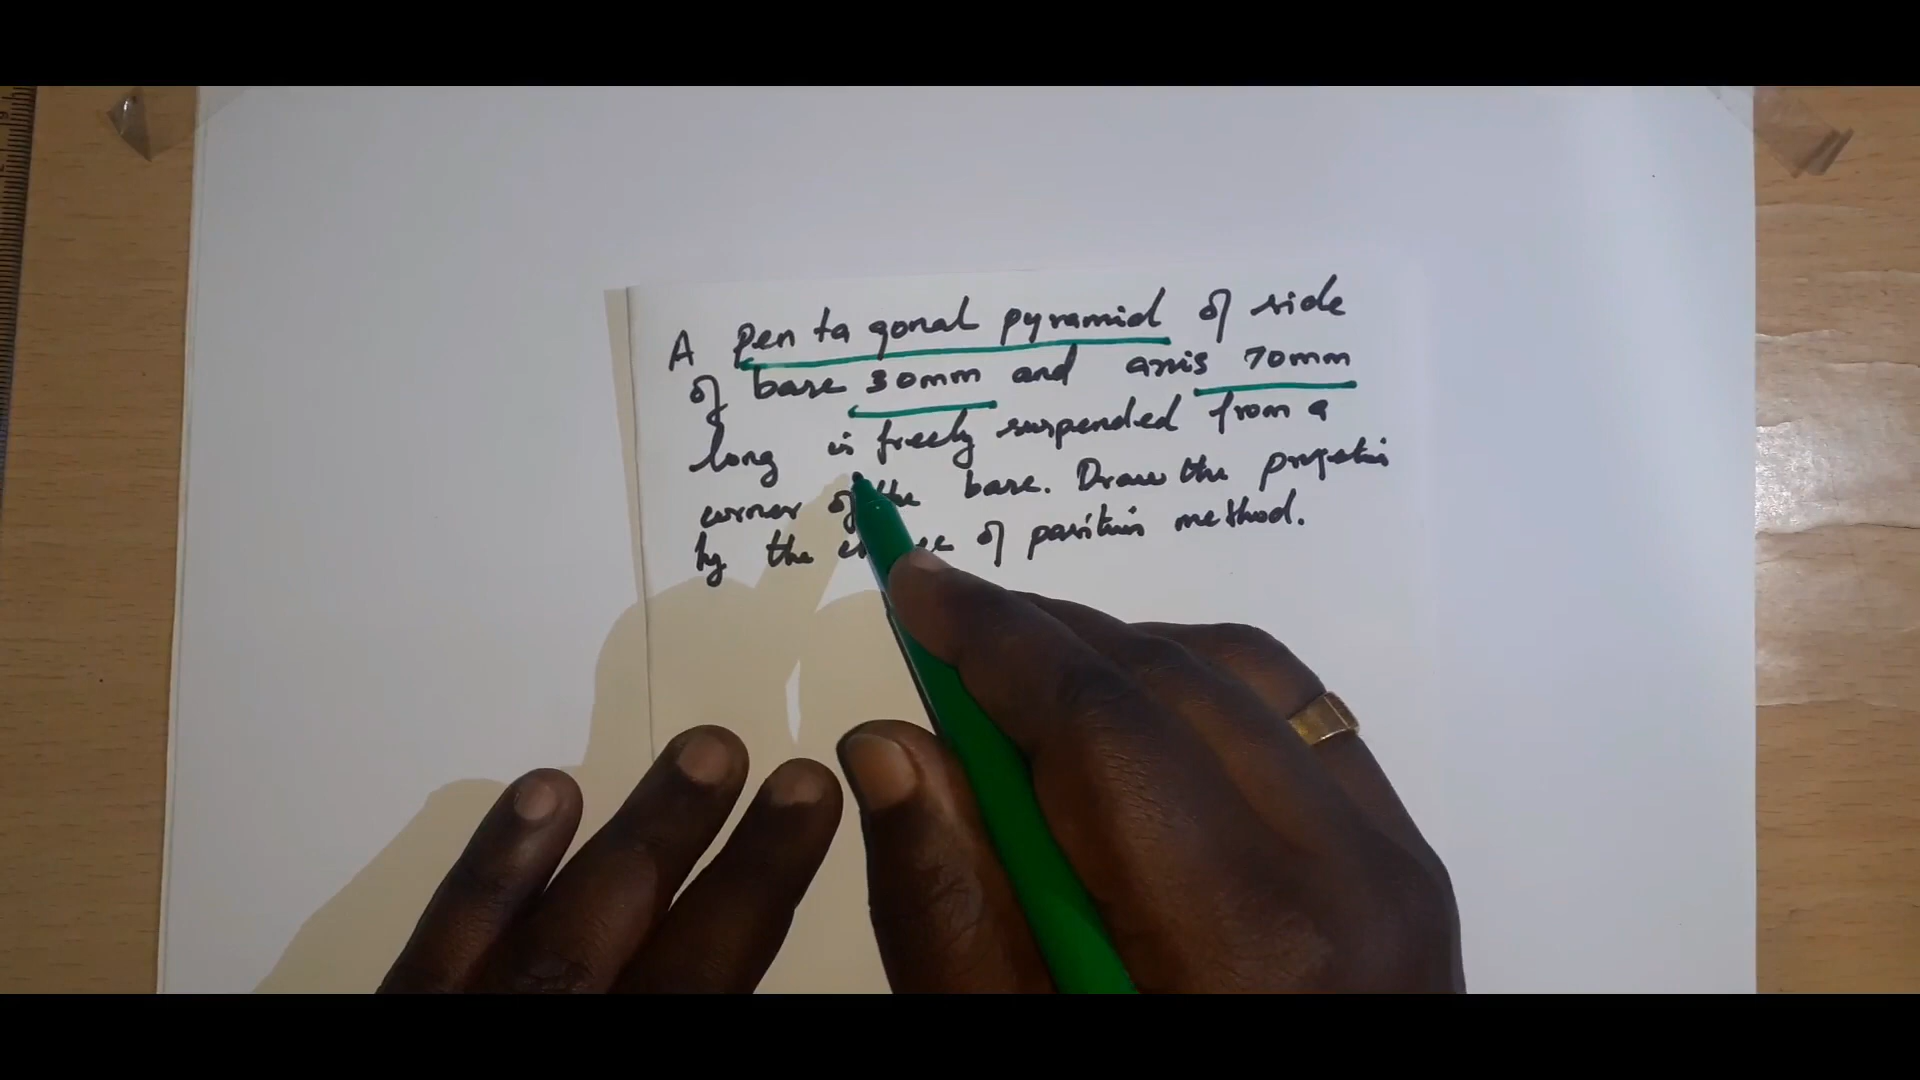 A Pentagonal pyramid of side
of base 30mm and axis 70mm
long is freely suspended from a
corner of the base. Draw the projection
by the of position method.